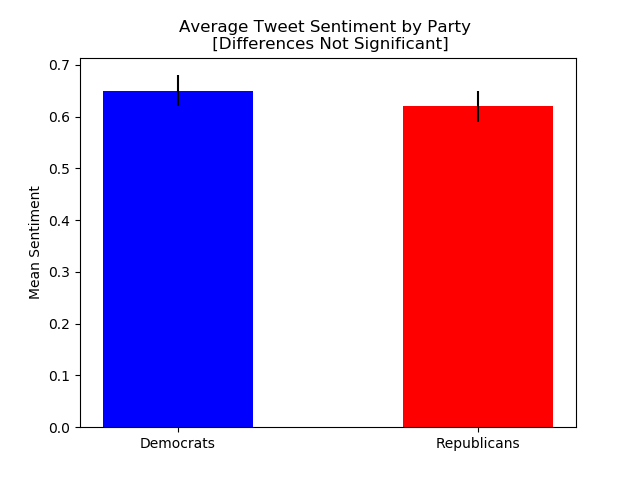 Average Tweet Sentiment by Party
[Differences Not Significant]
Mean Sentiment
0.7
0.6
0.5
0.4
0.3
0.2
0.1
0.0
Democrats
Republicans